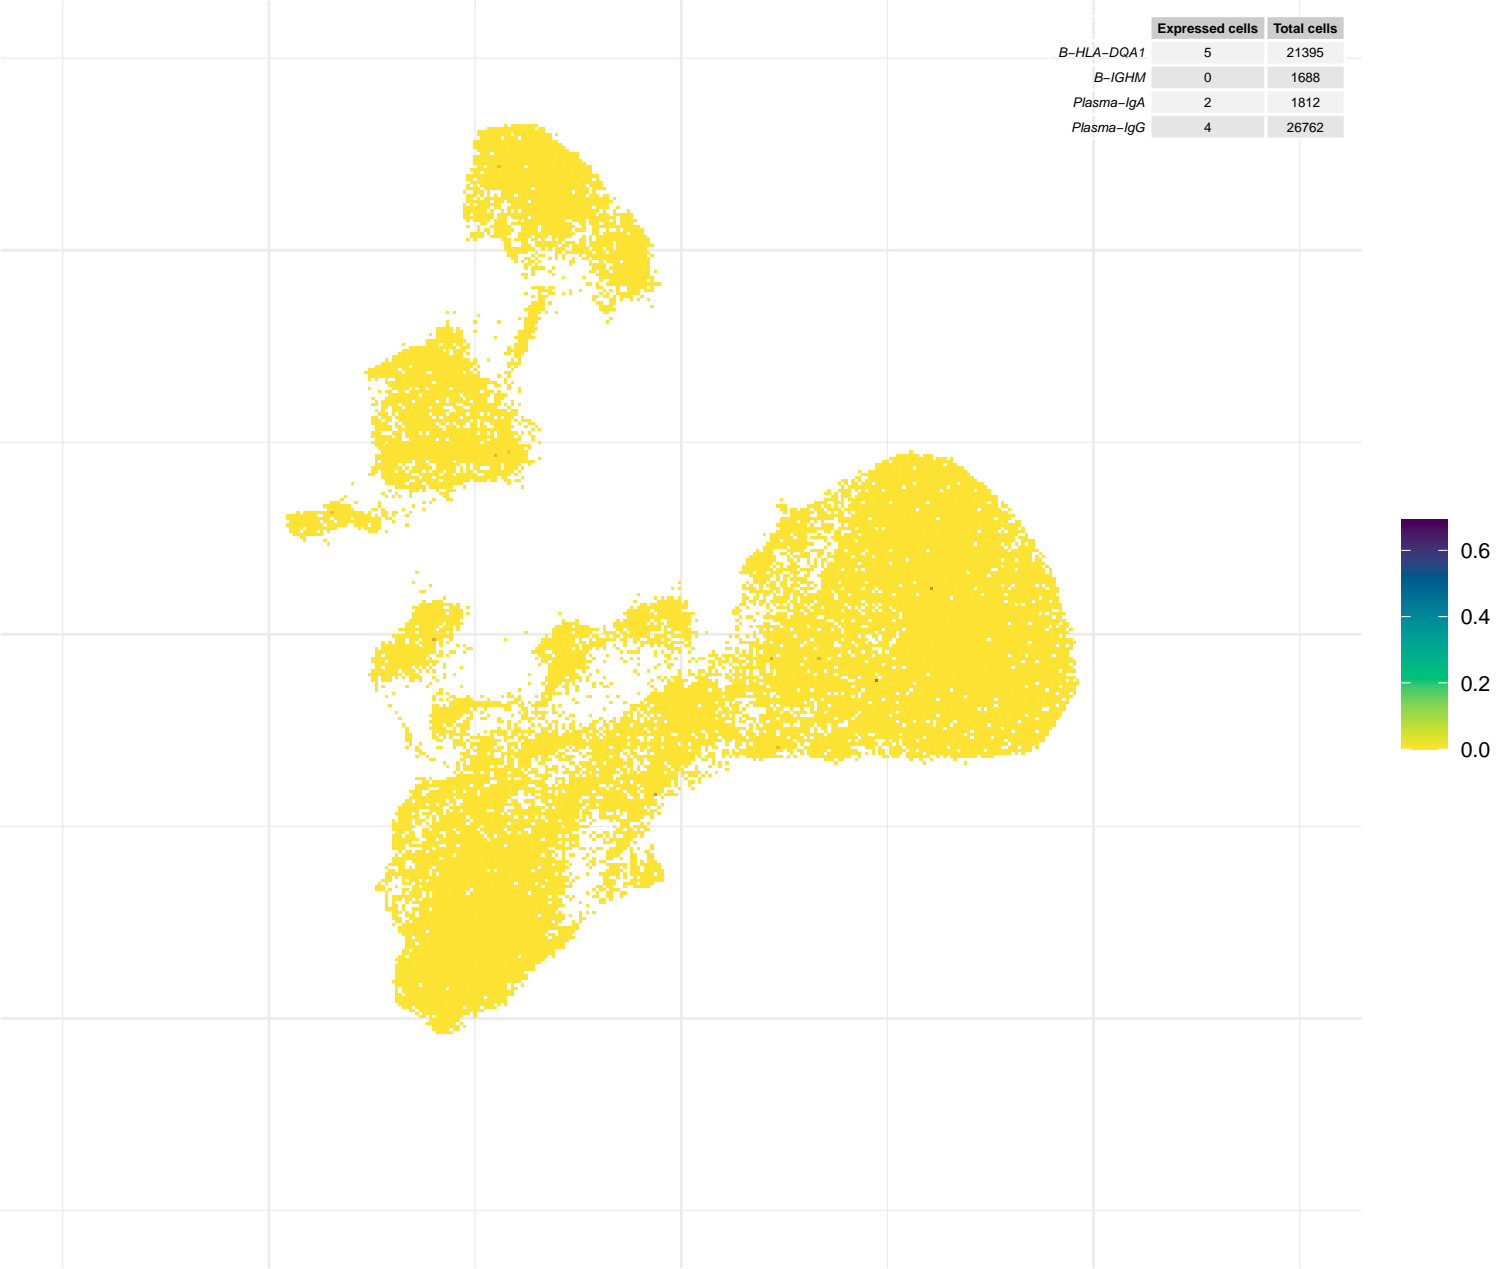 Expressed cells Total cells
B−HLA−DQA1 5 21395
B−IGHM 0 1688
Plasma−IgA 2 1812
Plasma−IgG 4 26762
0.6
0.4
0.2
0.0